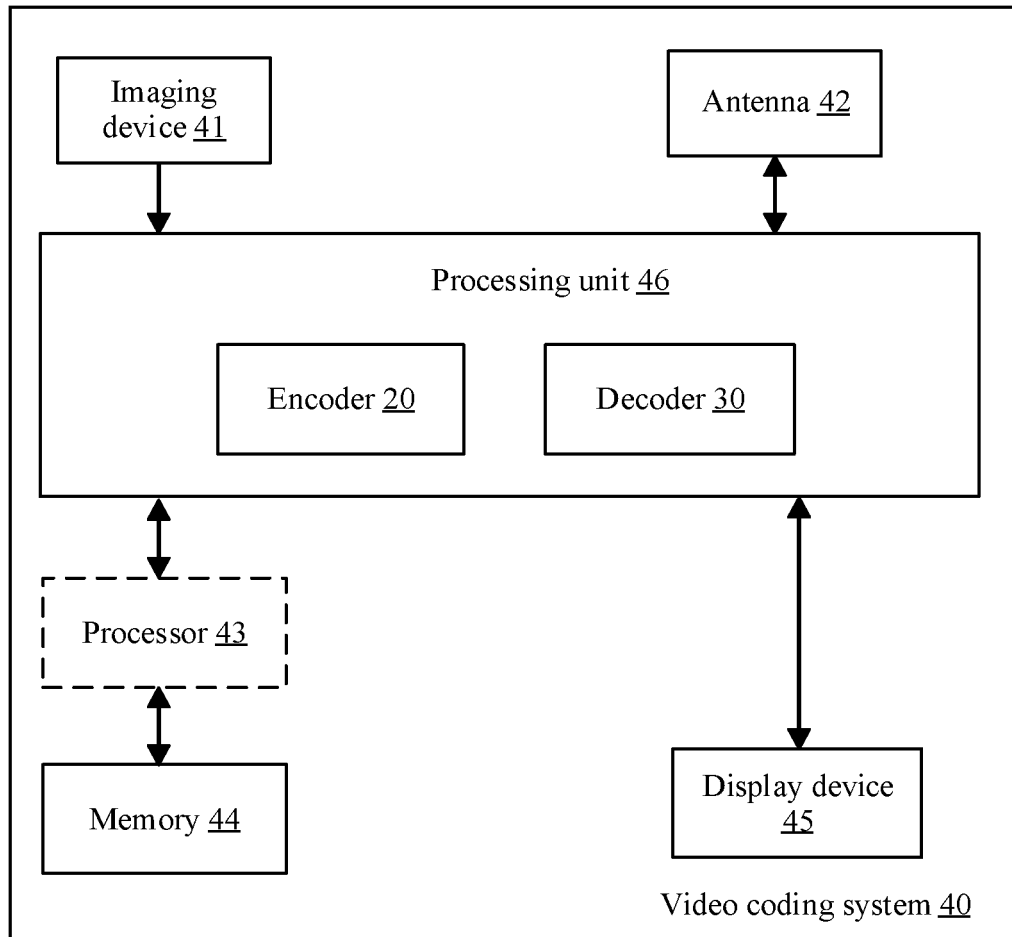 Imaging
device 41
Antenna 42
Processing unit 46
Encoder 20
Decoder 30
Processor 43
Memory 44
Display device
45
Video coding system 40